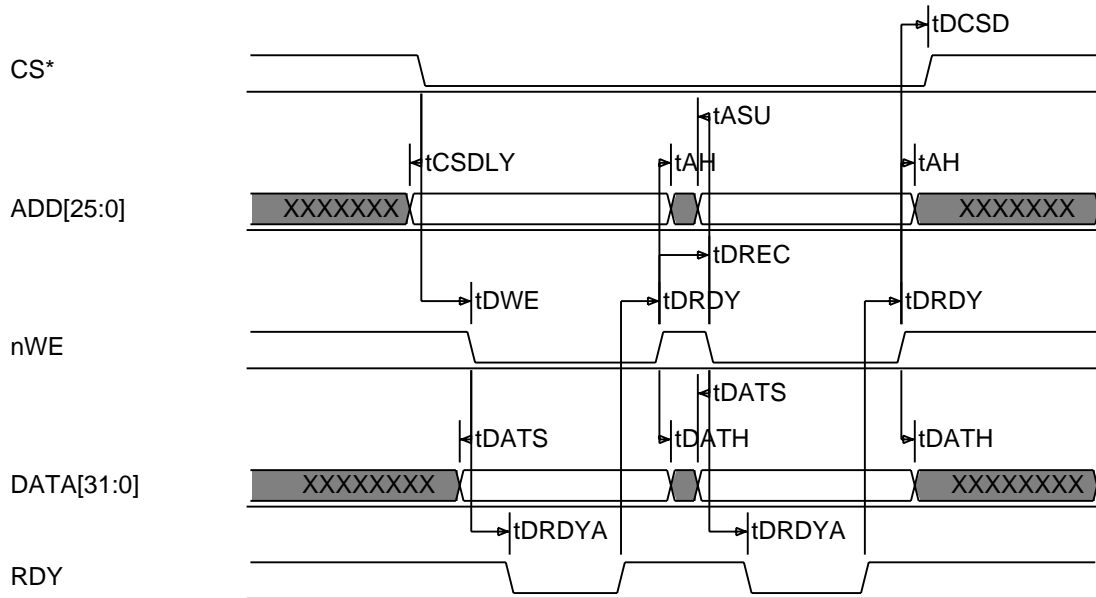 tDCSD
CS*
tASU
tCSDLY tAH tAH
ADD[25:0] XXXXXXX XXXXXXX
tDREC
tDWE tDRDY tDRDY
nWE
tDATS
tDATS tDATH tDATH
DATA[31:0] XXXXXXXX XXXXXXXX
tDRDYA tDRDYA
RDY